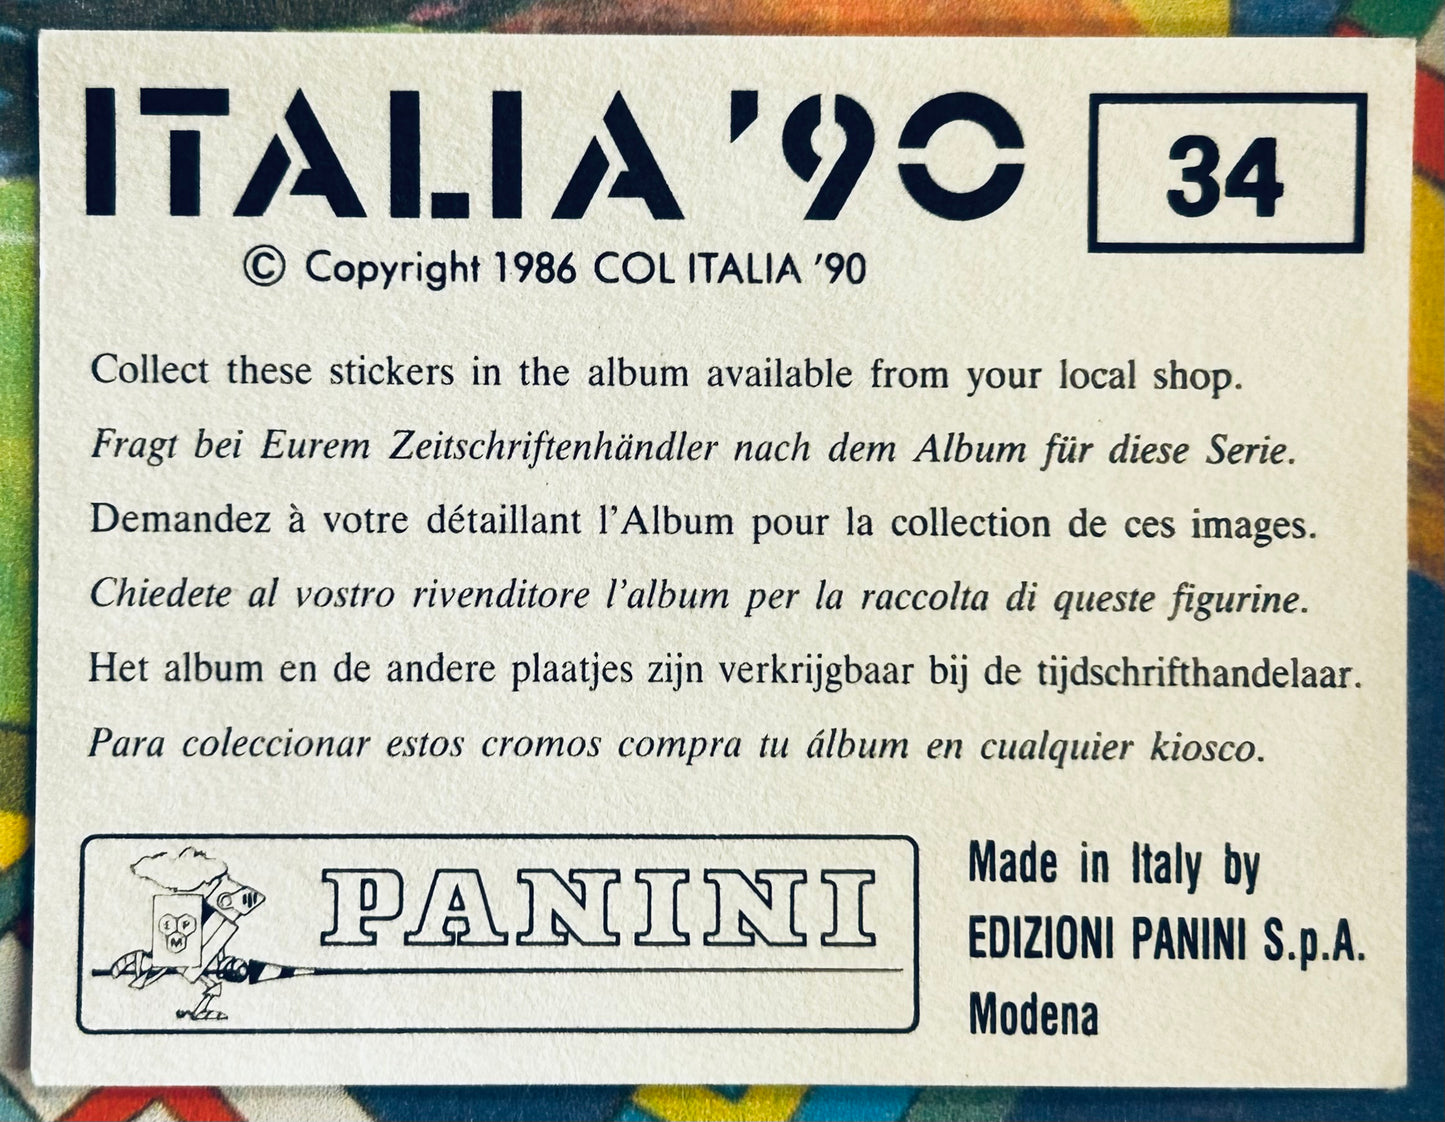 ITALIA '90
34
© Copyright 1986 COL ITALIA '90
Collect these stickers in the album available from your local shop.
Fragt bei Eurem Zeitschriftenhändler nach dem Album für diese Serie.
Demandez à votre détaillant l'Album pour la collection de ces images.
Chiedete al vostro rivenditore l'album per la raccolta di queste figurine.
Het album en de andere plaatjes zijn verkrijgbaar bij de tijdschrifthandelaar.
Para coleccionar estos cromos compra tu álbum en cualquier kiosco.
I P
M
PANINI
Made in Italy by
EDIZIONI PANINI S.p.A.
Modena